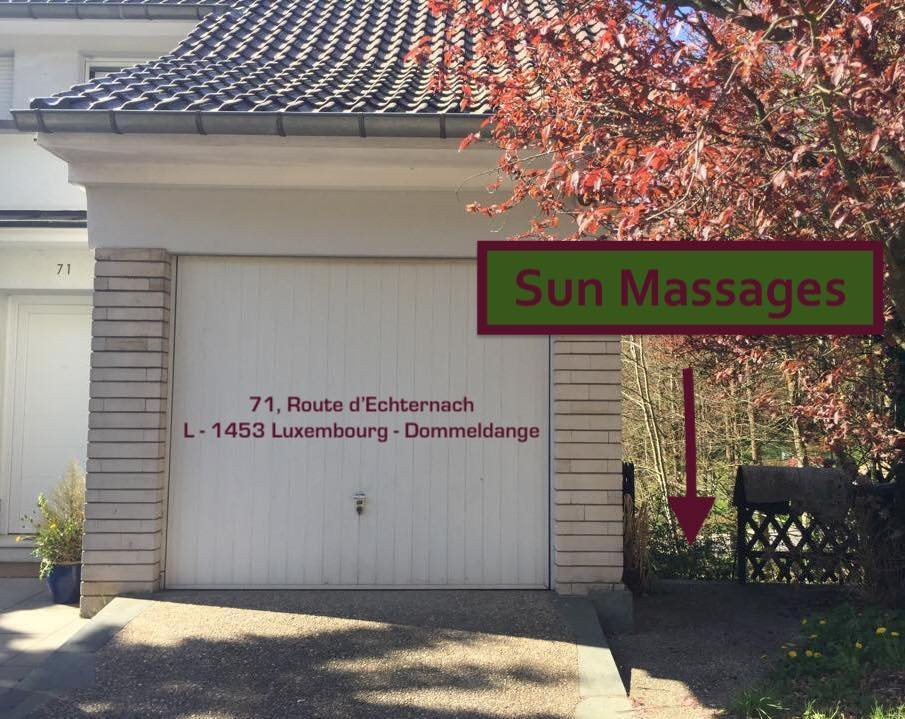 71
Sun Massages
71, Route d'Echternach
L - 1453 Luxembourg - Dommeldange